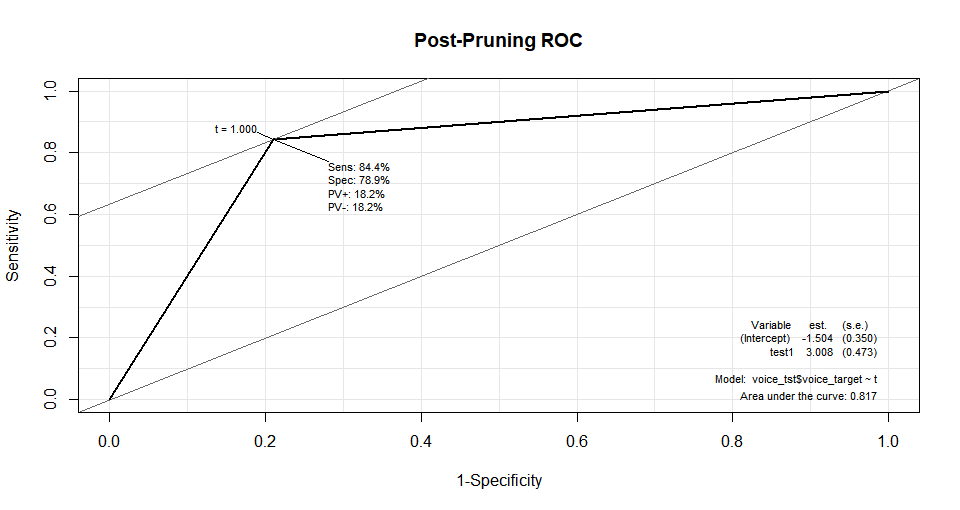 Post-Pruning ROC
Sensitivity
1.0
0.8
0.6
0.4
0.2
0.0
t = 1.000
Sens: 84.4%
Spec: 78.9%
PV+: 18.2%
PV-: 18.2%
Variable est. (s.e.)
(Intercept) -1.504 (0.350)
test1 3.008 (0.473)
Model: voice_tst$voice_target ~ t
Area under the curve: 0.817
0.0 0.2 0.4 0.6 0.8 1.0
1-Specificity